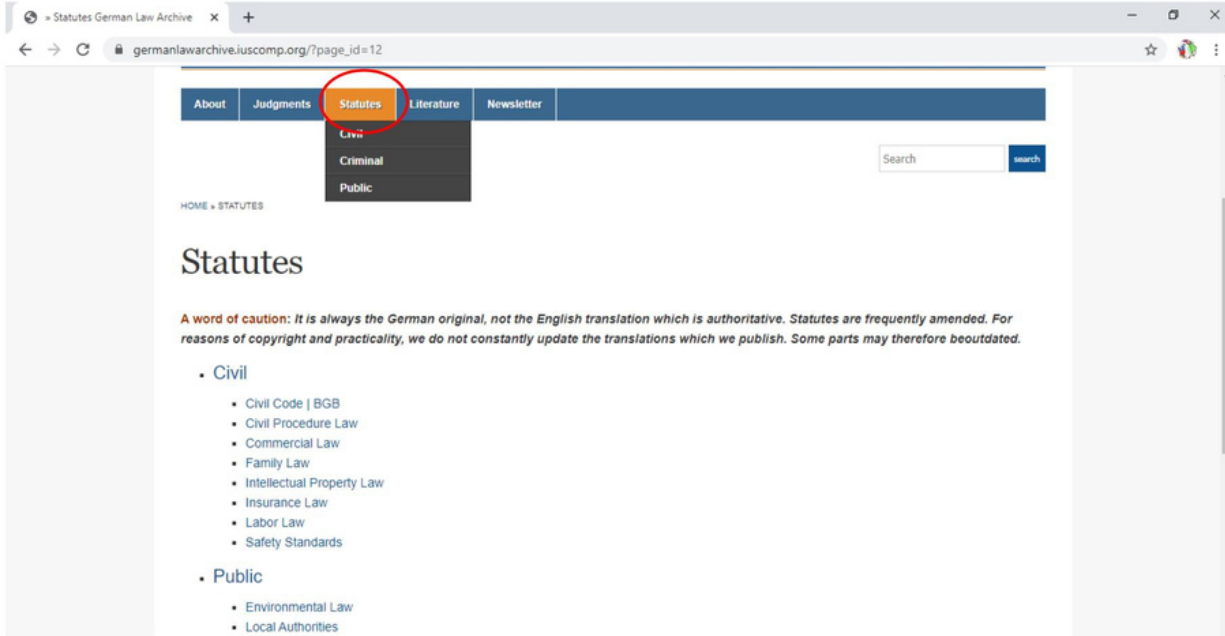 » Statutes German Law Archive
germanlawarchive.iuscomp.org/?page_id=12
About Judgments Statutes Literature Newsletter
Civil
Criminal
Public
Search search
HOME » STATUTES
Statutes
A word of caution: It is always the German original, not the English translation which is authoritative. Statutes are frequently amended. For
reasons of copyright and practicality, we do not constantly update the translations which we publish. Some parts may therefore beoutdated.
Civil
Civil Code | BGB
Civil Procedure Law
Commercial Law
Family Law
Intellectual Property Law
Insurance Law
Labor Law
Safety Standards
Public
Environmental Law
Local Authorities